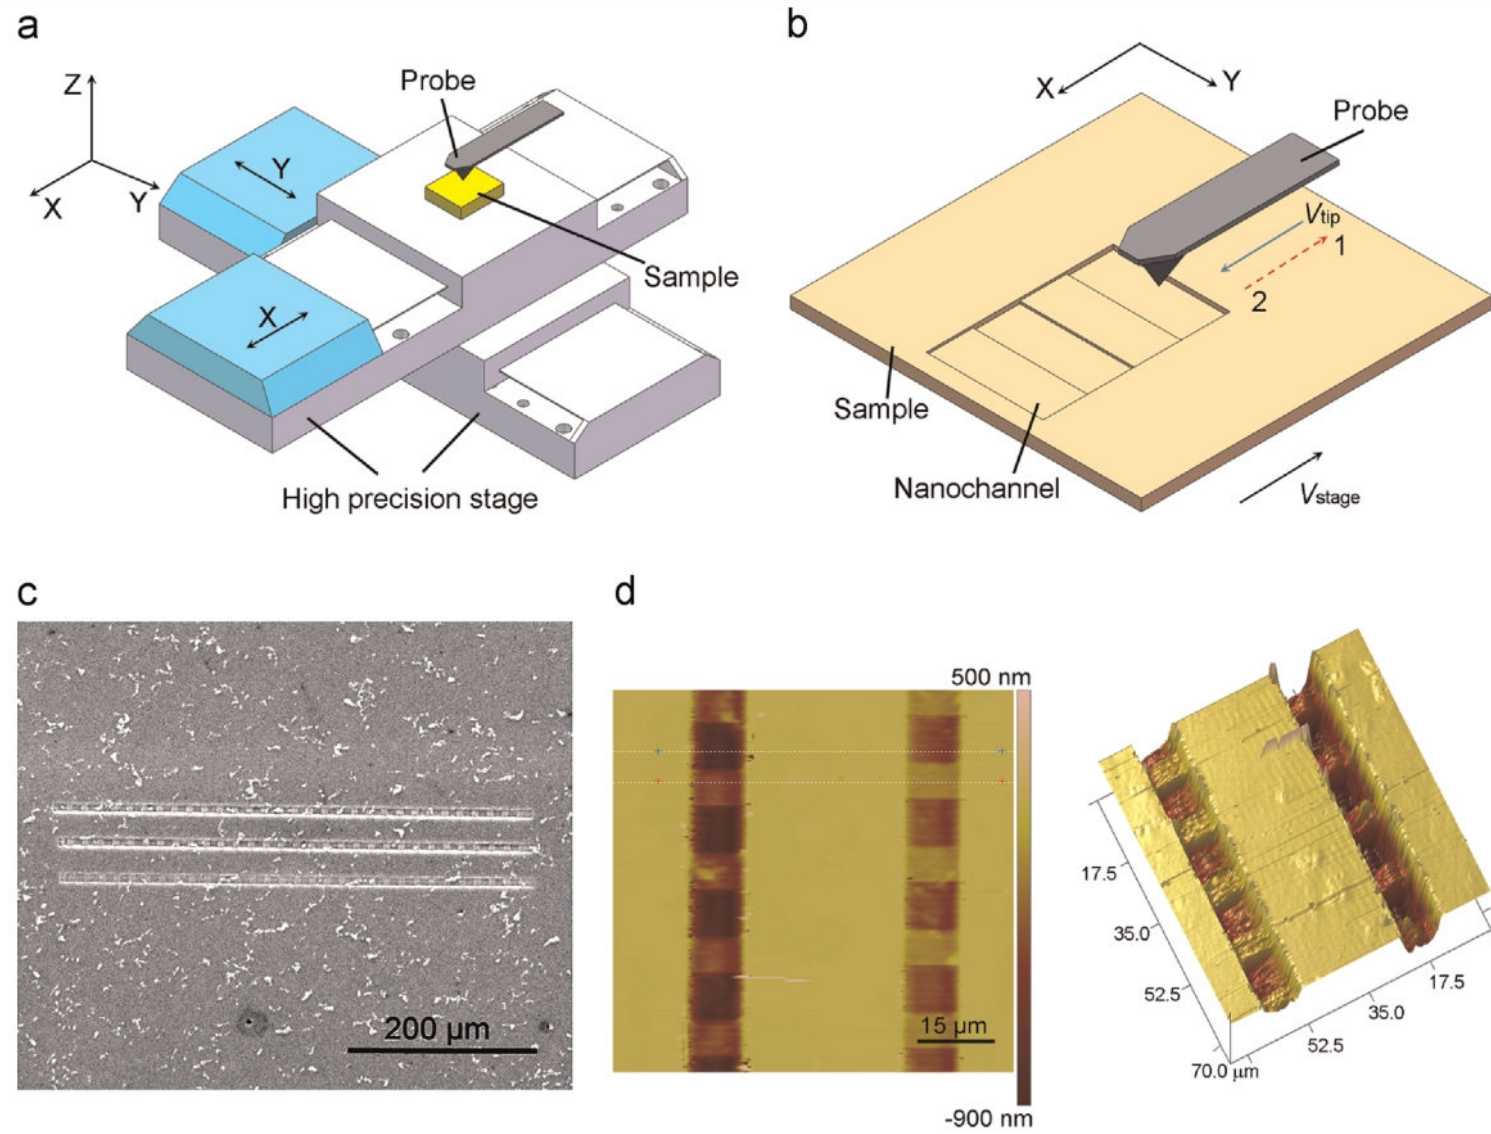 a
Z
X
Y
Y
X
Probe
Sample
High precision stage
b
X
Y
Probe
Vtip
1
2
Sample
Nanochannel
Vstage
c
200 µm
d
500 nm
15 µm
-900 nm
17.5
35.0
52.5
70.0 µm
52.5
35.0
17.5